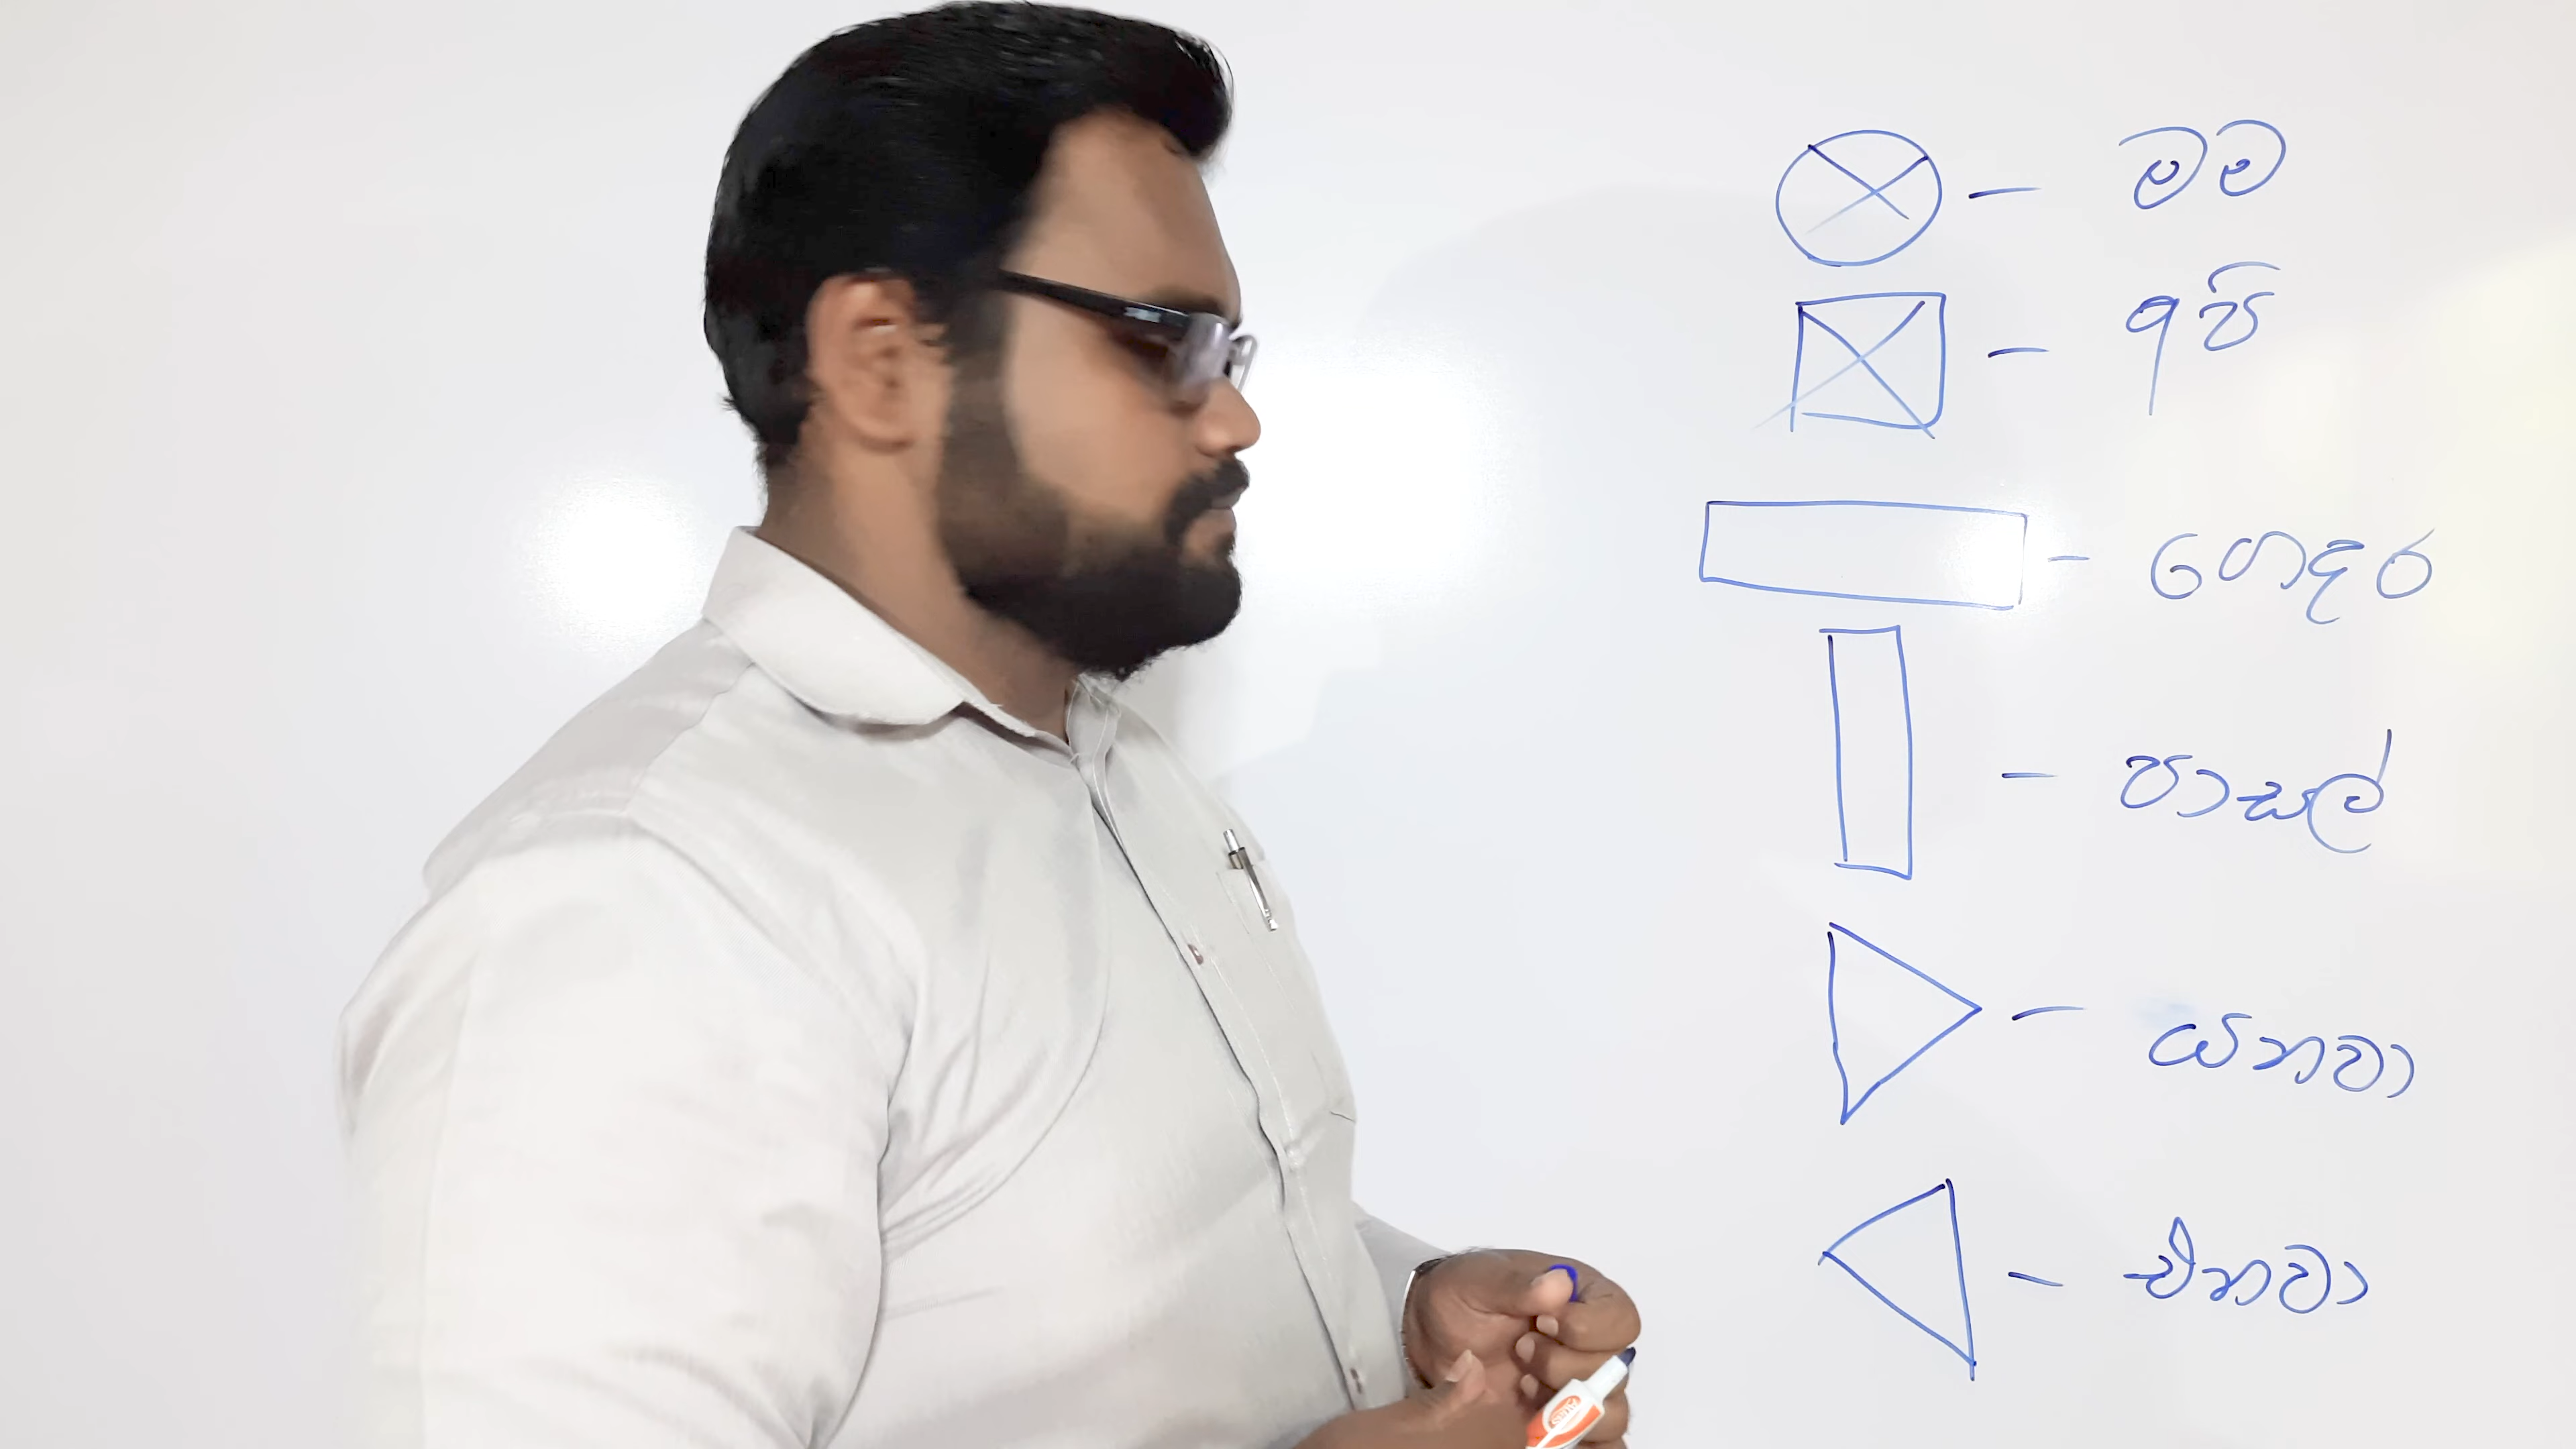 – මම
– අපි
– ගෙදර
– පාසල්
– යනවා
– එනවා